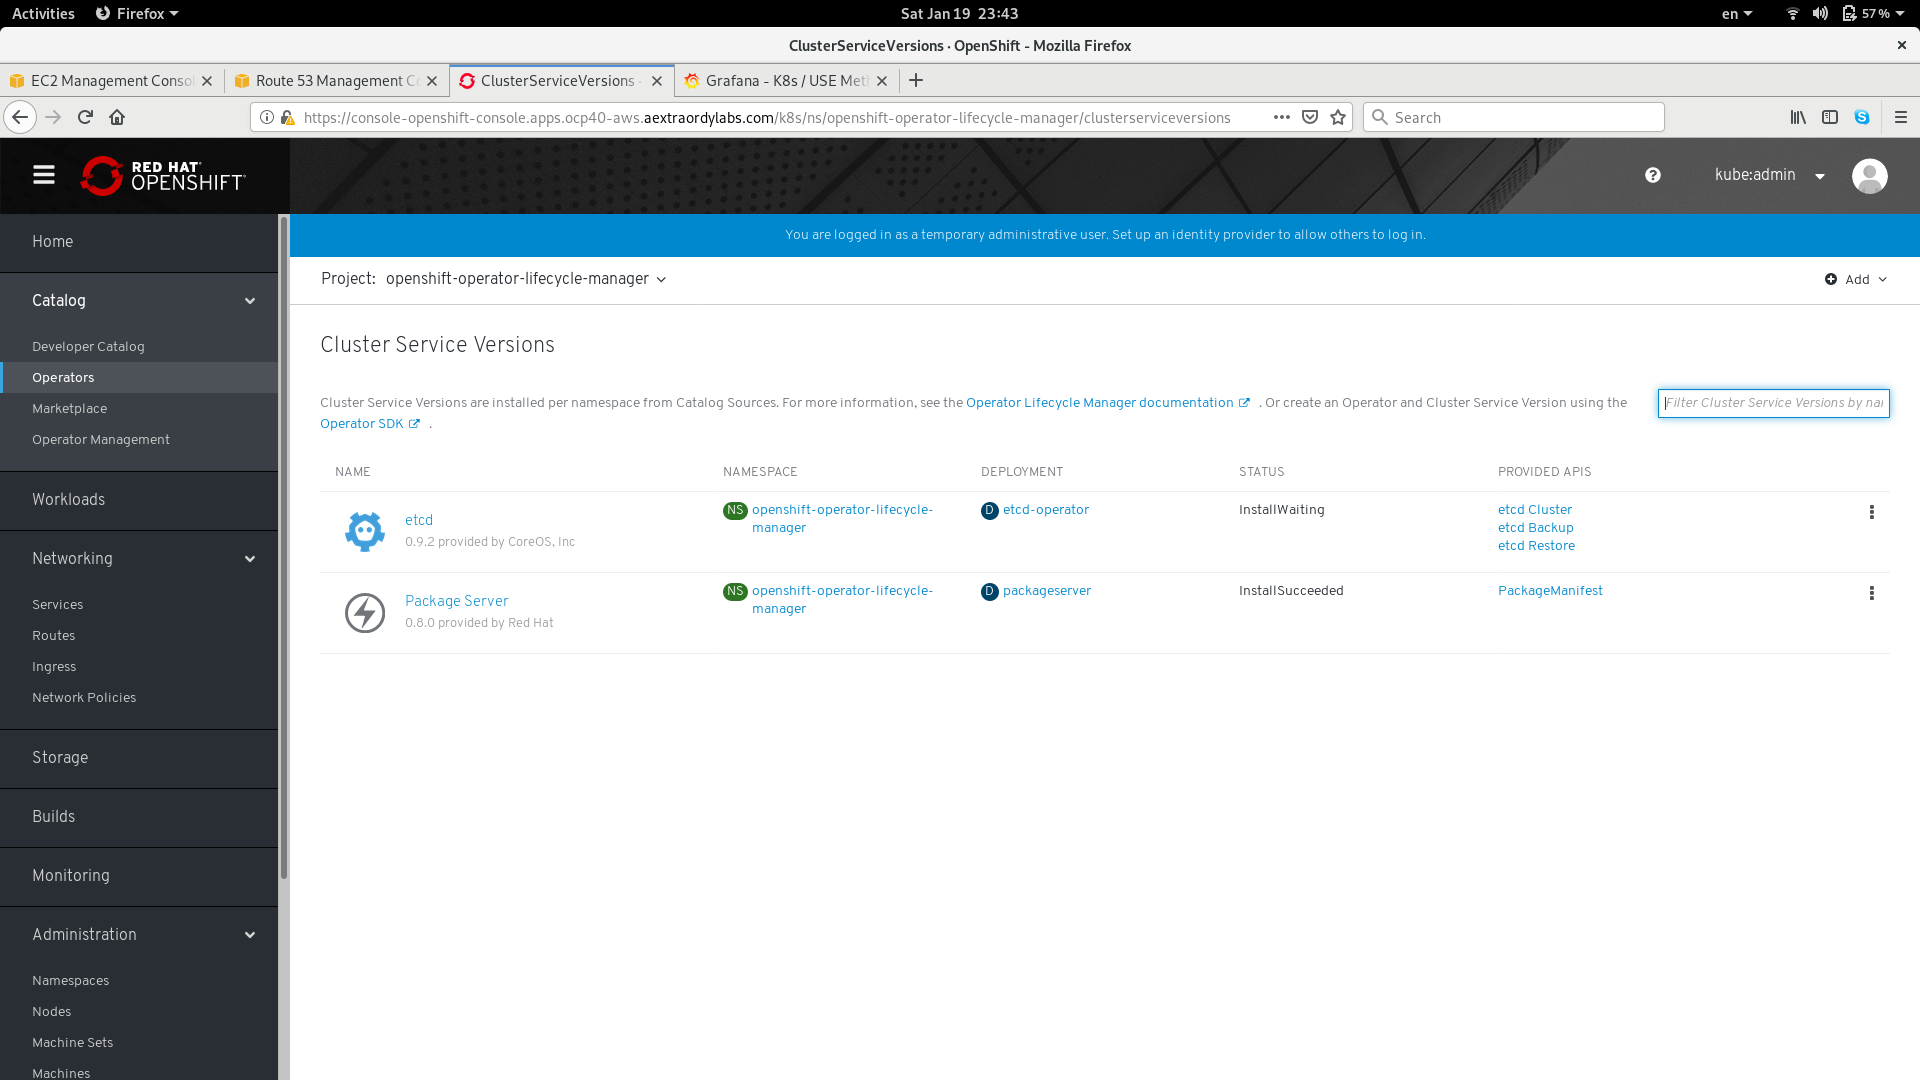 Activities Firefox Sat Jan 19 23:43 en 57 %
ClusterServiceVersions · OpenShift - Mozilla Firefox
EC2 Management Consol Route 53 Management Co ClusterServiceVersions · Grafana - K8s / USE Meth
https://console-openshift-console.apps.ocp40-aws.aextraordylabs.com/k8s/ns/openshift-operator-lifecycle-manager/clusterserviceversions Search
RED HAT
OPENSHIFT
kube:admin
You are logged in as a temporary administrative user. Set up an identity provider to allow others to log in.
Home
Catalog
Developer Catalog
Operators
Marketplace
Operator Management
Workloads
Networking
Services
Routes
Ingress
Network Policies
Storage
Builds
Monitoring
Administration
Namespaces
Nodes
Machine Sets
Machines
Project: openshift-operator-lifecycle-manager Add
Cluster Service Versions
Cluster Service Versions are installed per namespace from Catalog Sources. For more information, see the Operator Lifecycle Manager documentation . Or create an Operator and Cluster Service Version using the
Operator SDK .
Filter Cluster Service Versions by nam
NAME NAMESPACE DEPLOYMENT STATUS PROVIDED APIS
etcd
0.9.2 provided by CoreOS, Inc
NS openshift-operator-lifecycle-
manager
D etcd-operator
InstallWaiting
etcd Cluster
etcd Backup
etcd Restore
Package Server
0.8.0 provided by Red Hat
NS openshift-operator-lifecycle-
manager
D packageserver
InstallSucceeded
PackageManifest